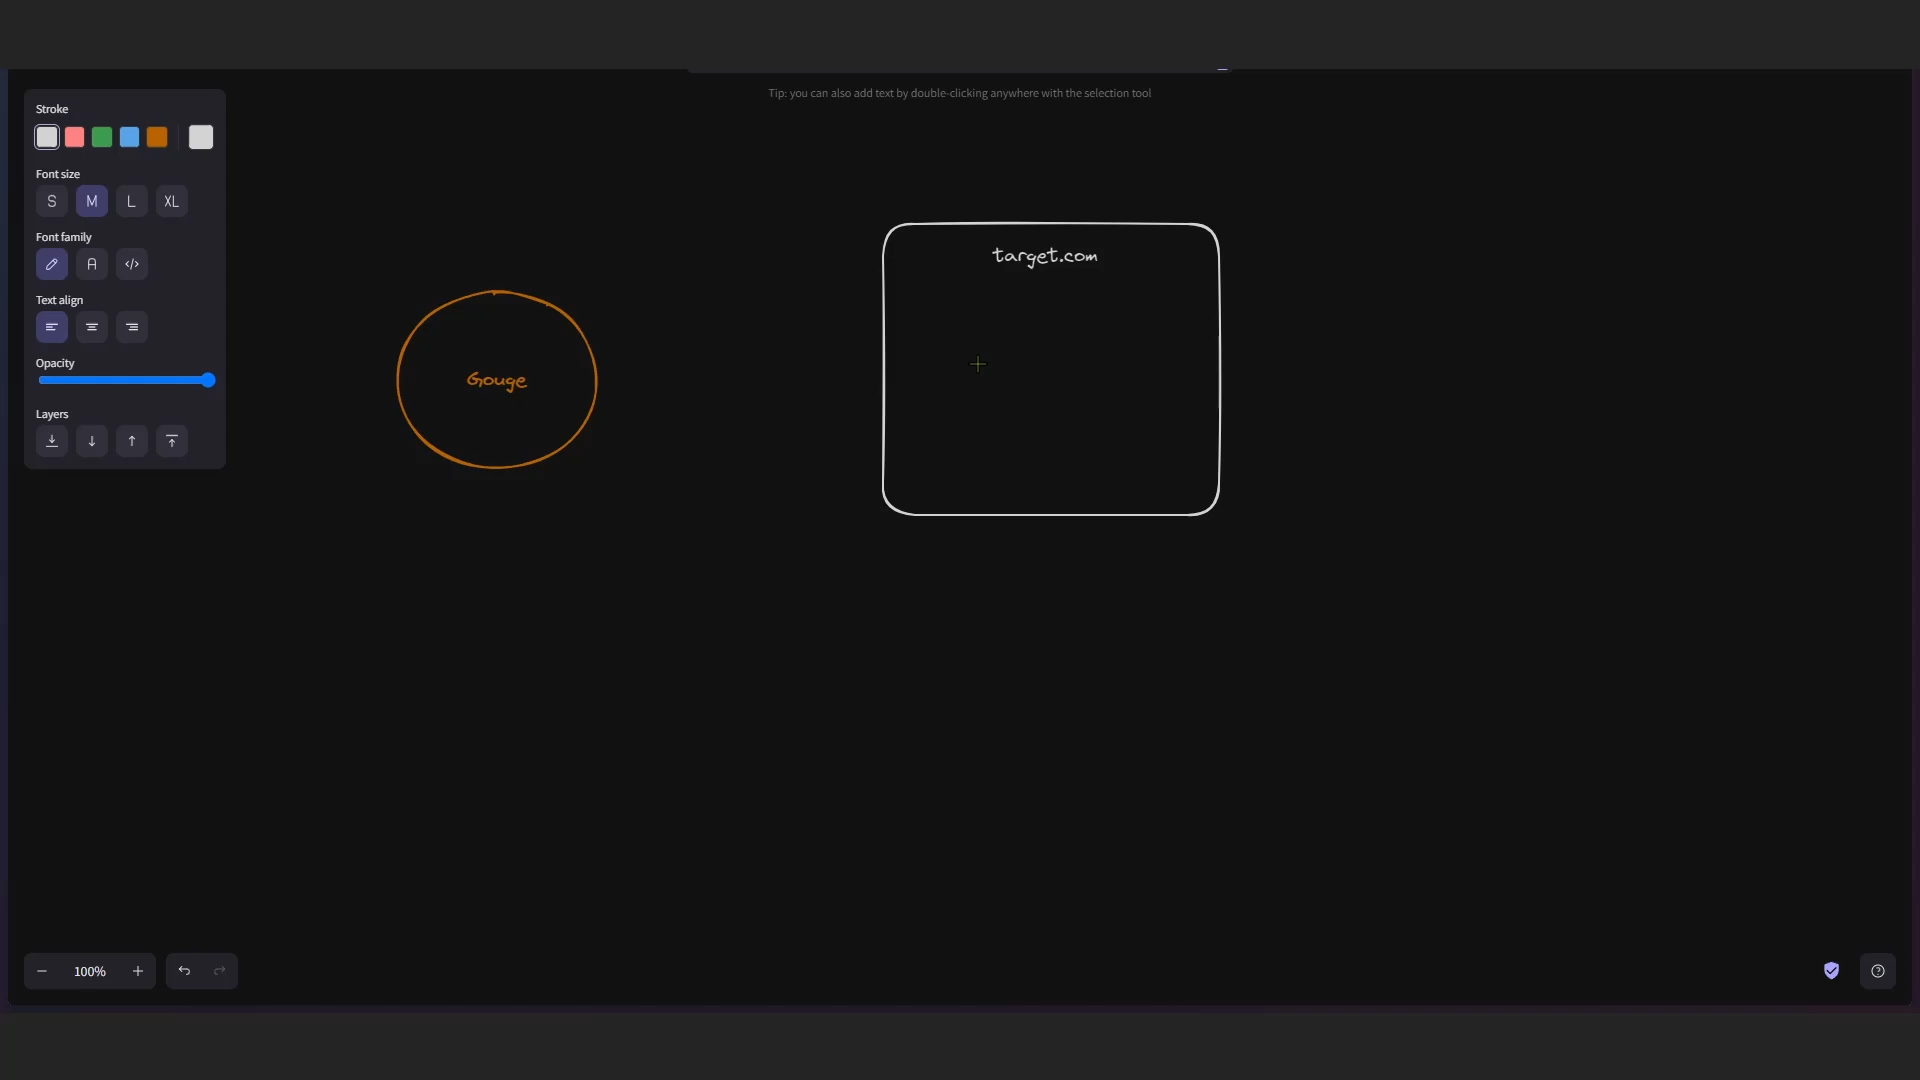 Tip: you can also add text by double-clicking anywhere with the selection tool
Stroke
Font size
S M L XL
Font family
A </>
Text align
Opacity
Layers
target.com
Gouge
100%